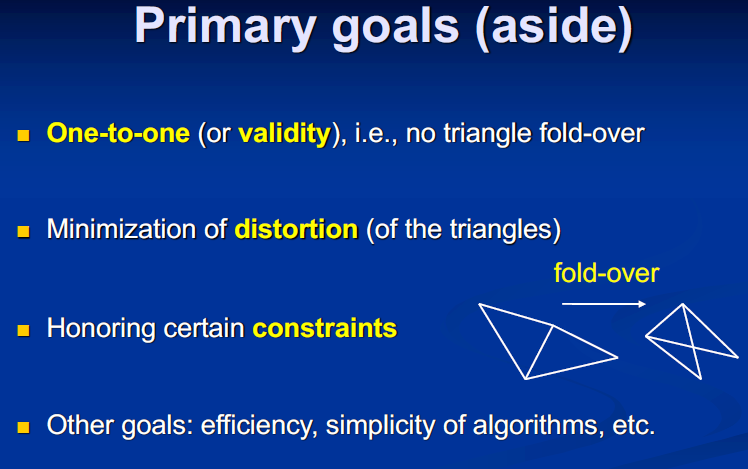 Primary goals (aside)
One-to-one (or validity), i.e., no triangle fold-over
Minimization of distortion (of the triangles)
fold-over
Honoring certain constraints
Other goals: efficiency, simplicity of algorithms, etc.